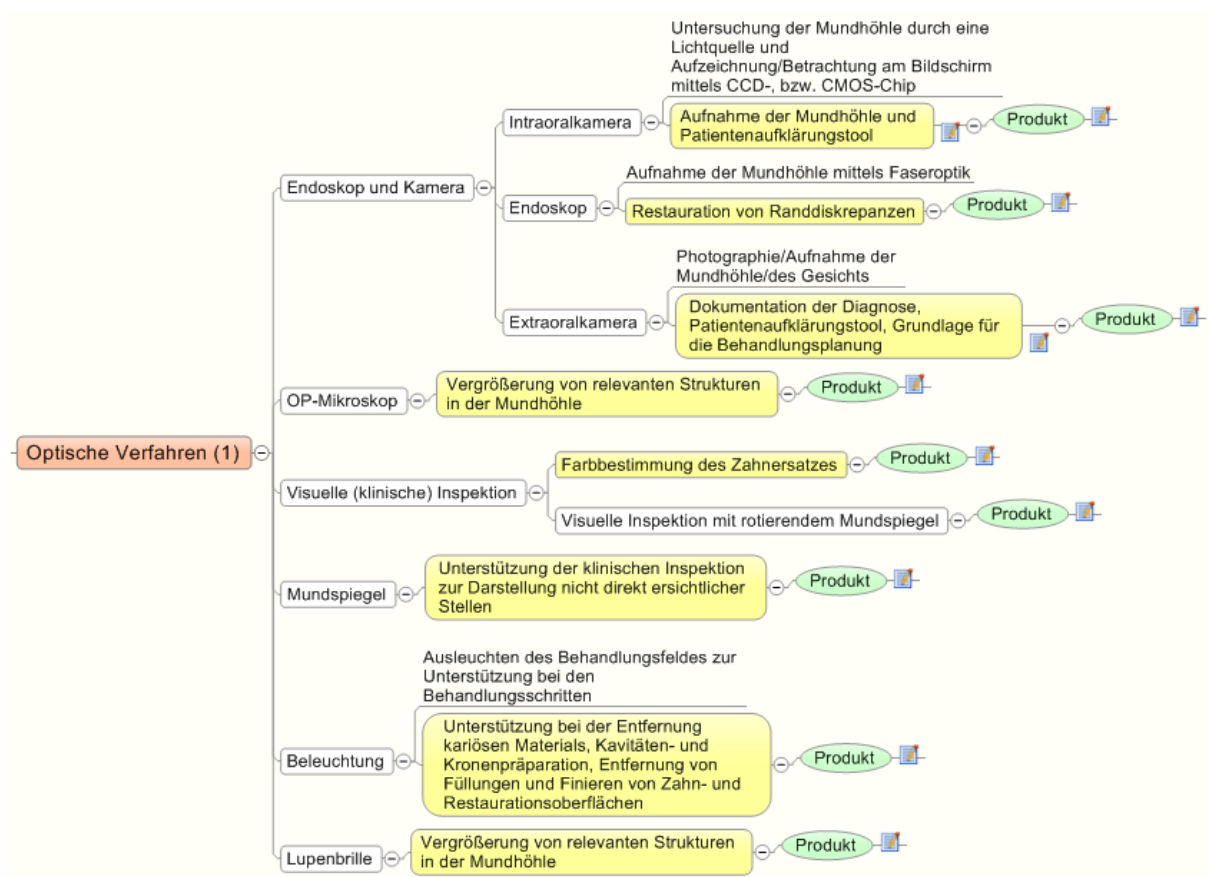 Untersuchung der Mundhöhle durch eine
Lichtquelle und
Aufzeichnung/Betrachtung am Bildschirm
mittels CCD-, bzw. CMOS-Chip
Intraoralkamera
Aufnahme der Mundhöhle und
Patientenaufklärungstool
Produkt
Endoskop und Kamera
Aufnahme der Mundhöhle mittels Faseroptik
Endoskop
Restauration von Randdiskrepanzen
Produkt
Photographie/Aufnahme der
Mundhöhle/des Gesichts
Extraoralkamera
Dokumentation der Diagnose,
Patientenaufklärungstool, Grundlage für
die Behandlungsplanung
Produkt
OP-Mikroskop
Vergrößerung von relevanten Strukturen
in der Mundhöhle
Produkt
Optische Verfahren (1)
Visuelle (klinische) Inspektion
Farbbestimmung des Zahnersatzes
Produkt
Visuelle Inspektion mit rotierendem Mundspiegel
Produkt
Mundspiegel
Unterstützung der klinischen Inspektion
zur Darstellung nicht direkt ersichtlicher
Stellen
Produkt
Ausleuchten des Behandlungsfeldes zur
Unterstützung bei den
Behandlungsschritten
Beleuchtung
Unterstützung bei der Entfernung
kariösen Materials, Kavitäten- und
Kronenpräparation, Entfernung von
Füllungen und Finieren von Zahn- und
Restaurationsoberflächen
Produkt
Lupenbrille
Vergrößerung von relevanten Strukturen
in der Mundhöhle
Produkt